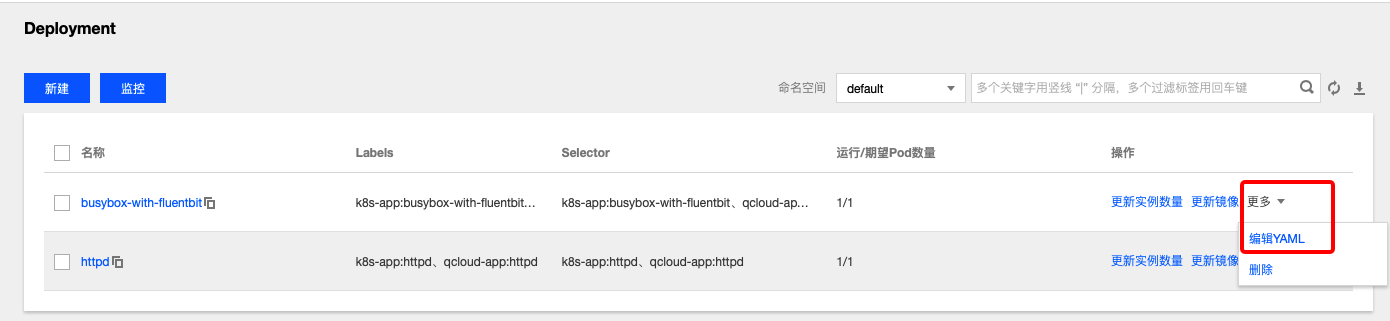 Deployment
新建 监控 命名空间 default 多个关键字用竖线 “|” 分隔，多个过滤标签用回车键
名称 Labels Selector 运行/期望Pod数量 操作
busybox-with-fluentbit k8s-app:busybox-with-fluentbit... k8s-app:busybox-with-fluentbit、qcloud-ap... 1/1 更新实例数量 更新镜像 更多
编辑YAML
httpd k8s-app:httpd、qcloud-app:httpd k8s-app:httpd、qcloud-app:httpd 1/1 更新实例数量 更新镜像
删除